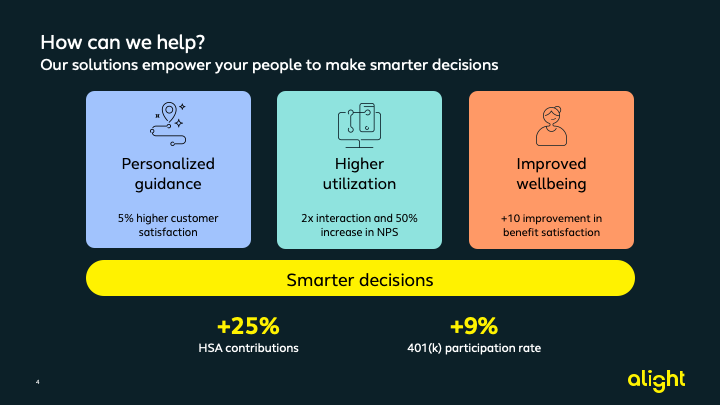 How can we help?
Our solutions empower your people to make smarter decisions
Personalized
guidance
5% higher customer
satisfaction
Higher
utilization
2x interaction and 50%
increase in NPS
Improved
wellbeing
+10 improvement in
benefit satisfaction
Smarter decisions
+25%
HSA contributions
+9%
401(k) participation rate
4
alight